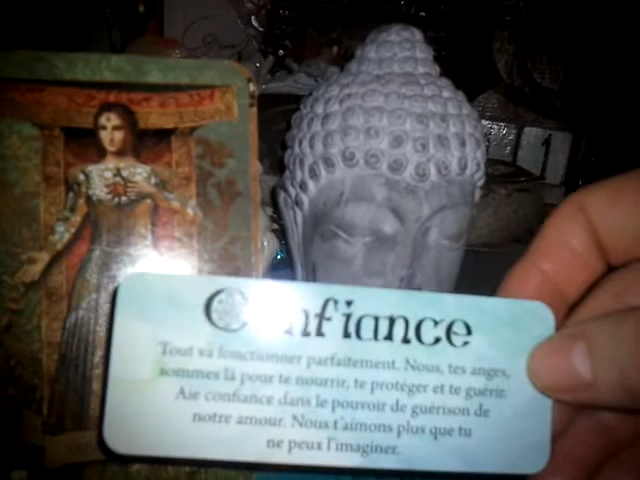 Confiance
Tout va fonctionner parfaitement. Nous, tes anges,
sommes là pour te nourrir, te protéger et te guérir.
Aie confiance dans le pouvoir de guérison de
notre amour. Nous t'aimons plus que tu
ne peux l'imaginer.
1